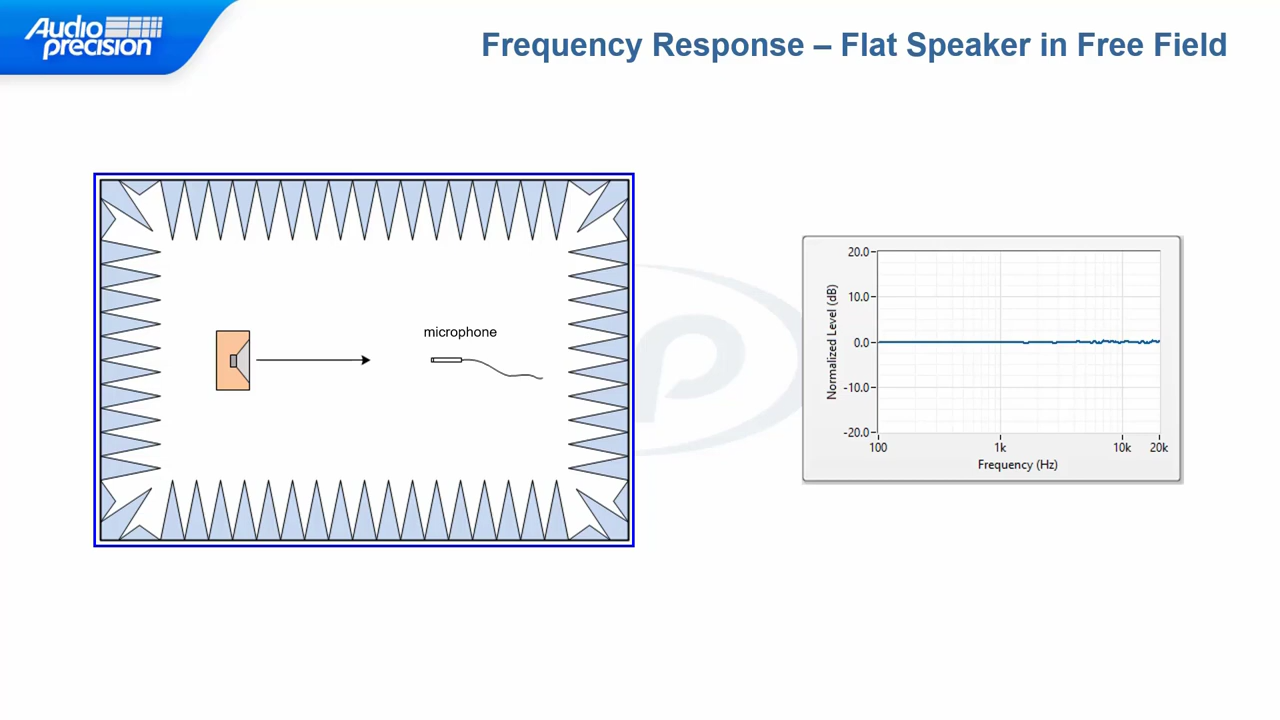 Audio
precision
Frequency Response – Flat Speaker in Free Field
microphone
Normalized Level (dB)
20.0
10.0
0.0
-10.0
-20.0
100
1k
10k
20k
Frequency (Hz)